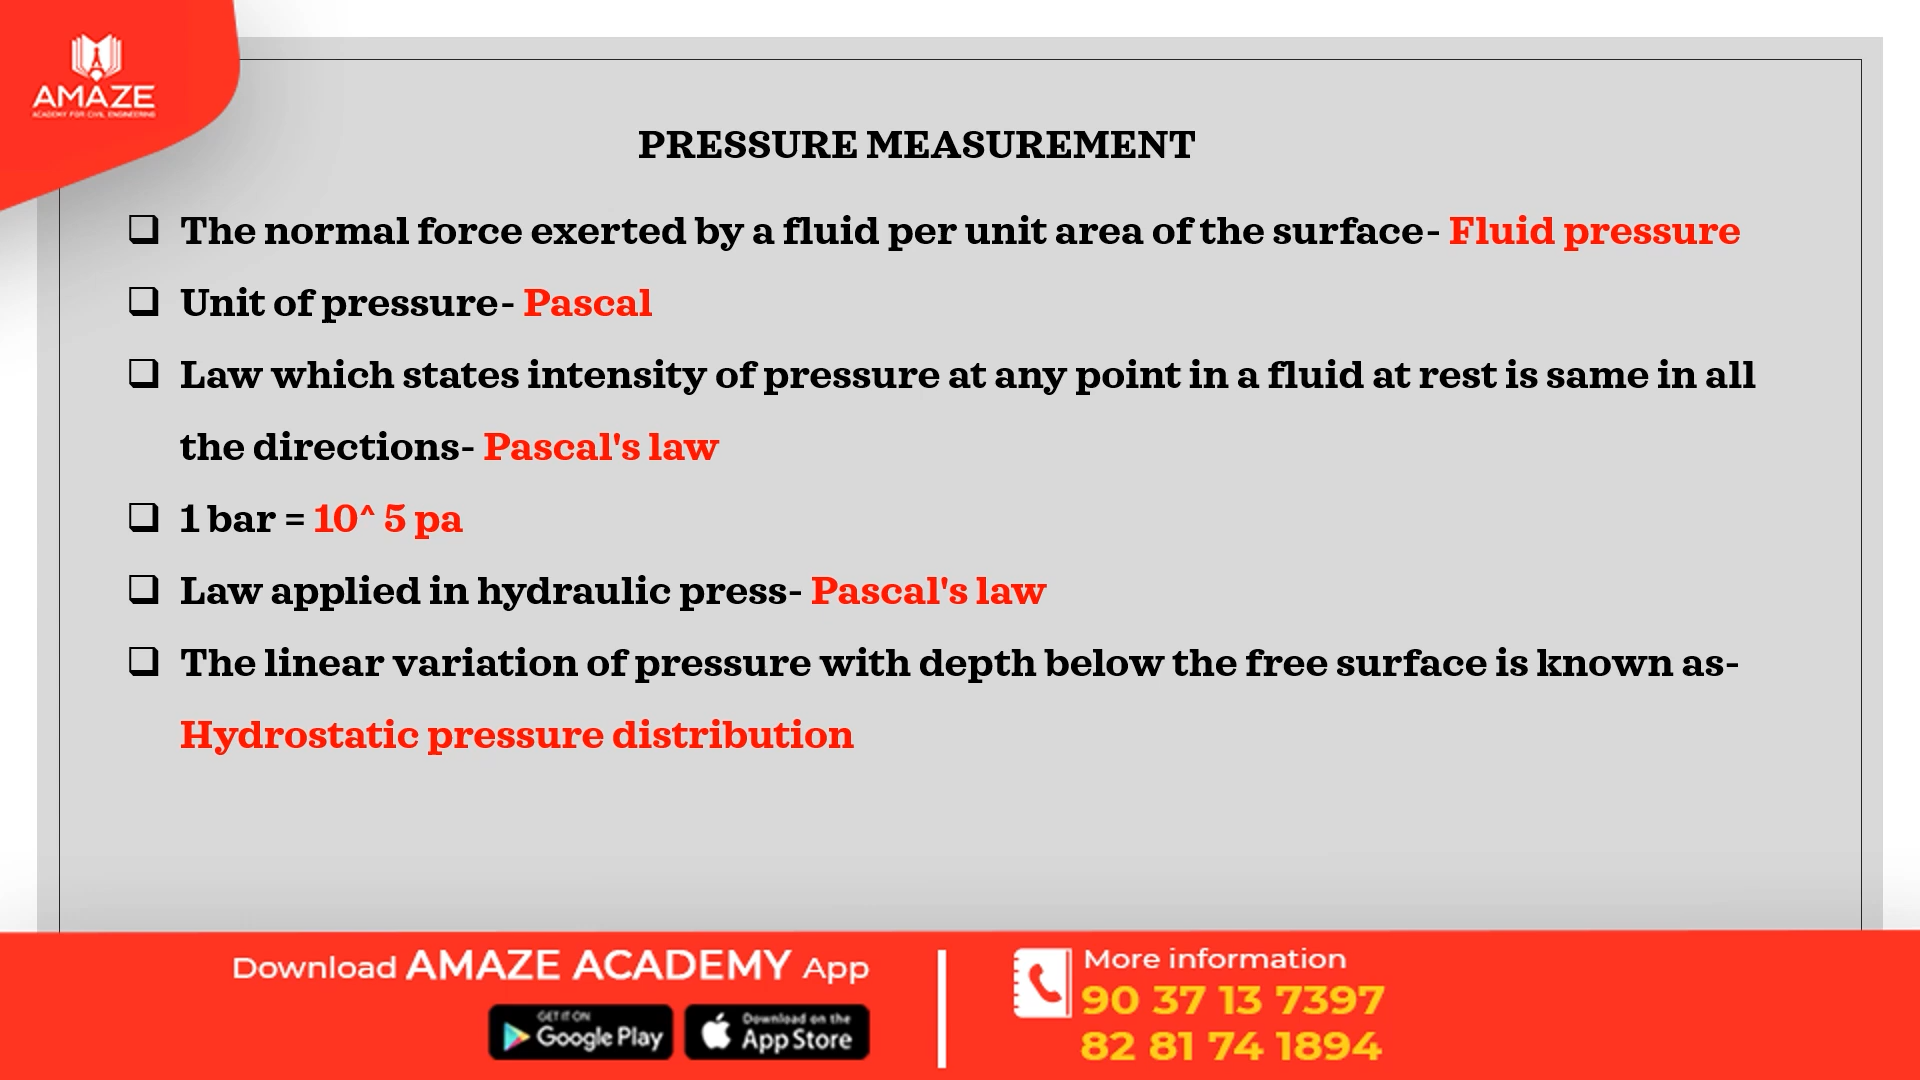 AMAZE
ACADEMY FOR CIVIL ENGINEERING
PRESSURE MEASUREMENT
❑ The normal force exerted by a fluid per unit area of the surface- Fluid pressure
❑ Unit of pressure- Pascal
❑ Law which states intensity of pressure at any point in a fluid at rest is same in all
the directions- Pascal's law
❑ 1 bar = 10^ 5 pa
❑ Law applied in hydraulic press- Pascal's law
❑ The linear variation of pressure with depth below the free surface is known as-
Hydrostatic pressure distribution
Download AMAZE ACADEMY App
GET IT ON
Google Play
Download on the
App Store
More information
90 37 13 7397
82 81 74 1894